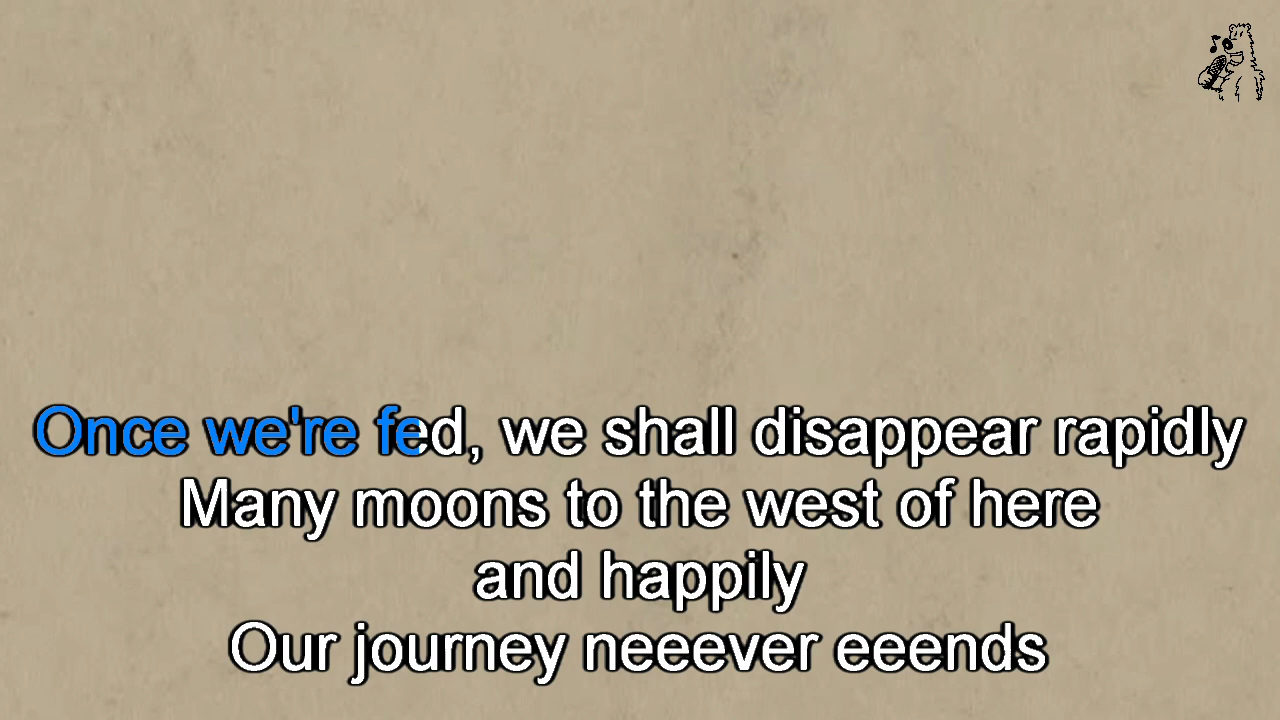 Once we're fed, we shall disappear rapidly
Many moons to the west of here
and happily
Our journey neeever eeends